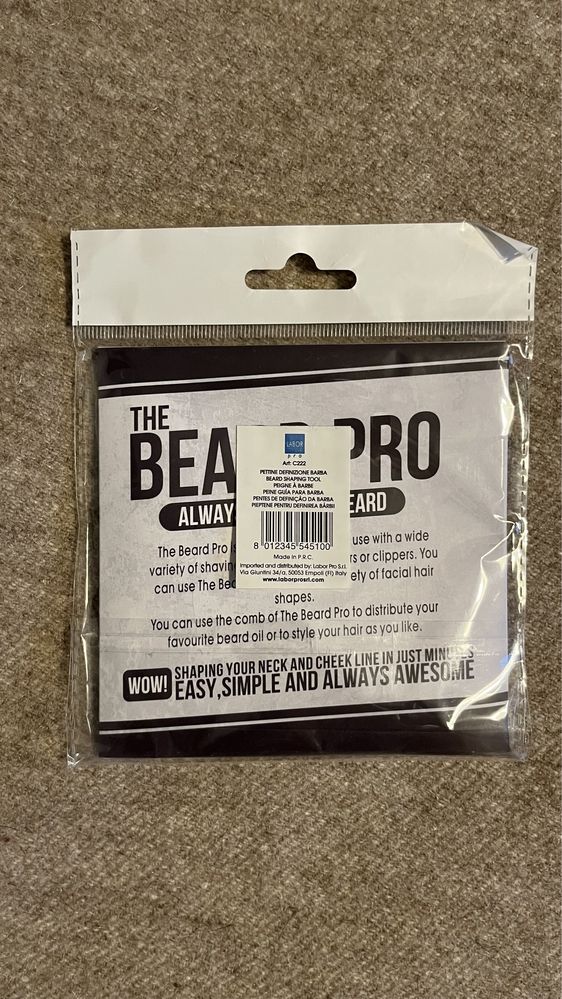 THE
BEA PRO
ALWAY EARD
LABOR
pro
Art: C222
PETTINE DEFINIZIONE BARBA
BEARD SHAPING TOOL
PEIGNE À BARBE
PEINE GUÍA PARA BARBA
PENTES DE DEFINIÇÃO DA BARBA
PIEPTENE PENTRU DEFINIREA BĂRBII
8 012345 545100
Made in P.R.C.
Imported and distributed by: Labor Pro S.r.l.
Via Giuntini 34/a, 50053 Empoli (FI) Italy
www.laborprosrl.com
The Beard Pro use with a wide
variety of shavin rs or clippers. You
can use The Bea ety of facial hair
shapes.
You can use the comb of The Beard Pro to distribute your
favourite beard oil or to style your hair as you like.
WOW! SHAPING YOUR NECK AND CHEEK LINE IN JUST MINUTES
EASY,SIMPLE AND ALWAYS AWESOME